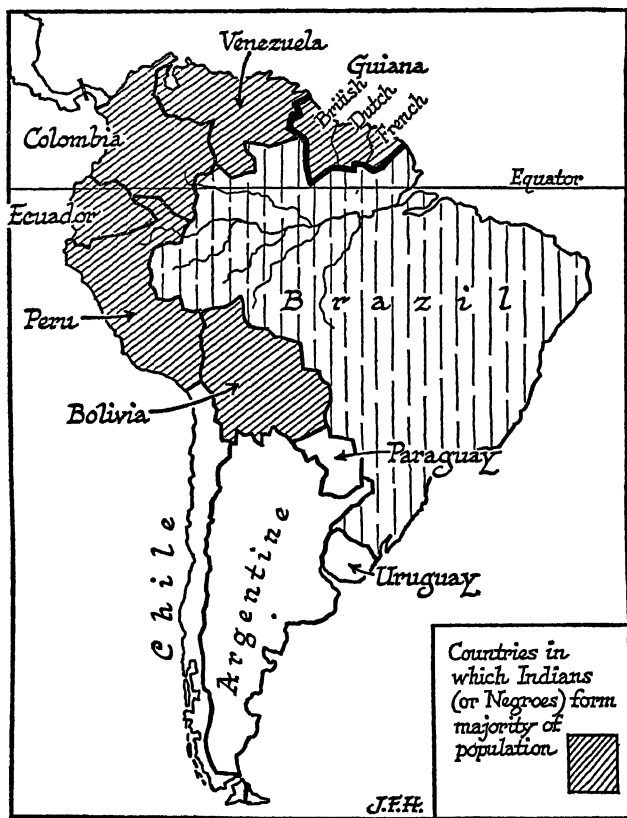 Venezuela
Guiana
British
Dutch
French
Colombia
Equator
Ecuador
Brazil
Peru
Bolivia
Paraguay
Chile
Argentine
Uruguay
Countries in
which Indians
(or Negroes) form
majority of
population
J.F.H.